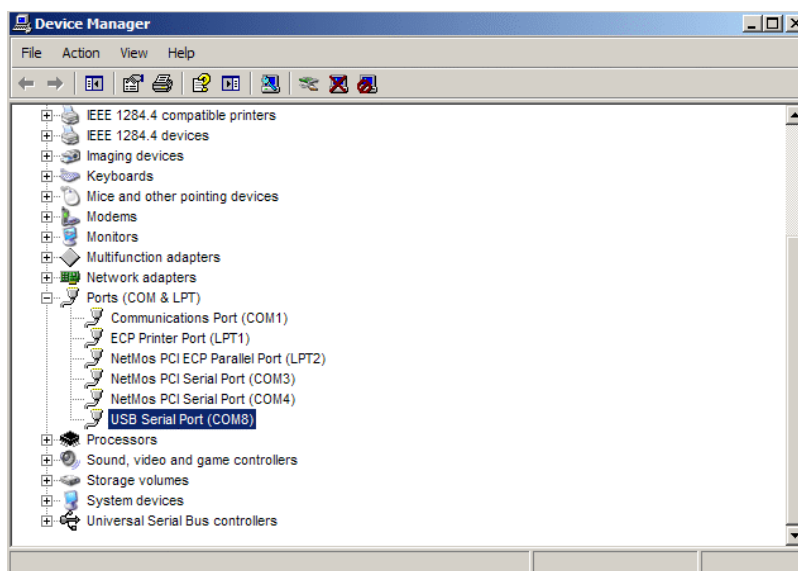 Device Manager
File Action View Help
IEEE 1284.4 compatible printers
IEEE 1284.4 devices
Imaging devices
Keyboards
Mice and other pointing devices
Modems
Monitors
Multifunction adapters
Network adapters
Ports (COM & LPT)
Communications Port (COM1)
ECP Printer Port (LPT1)
NetMos PCI ECP Parallel Port (LPT2)
NetMos PCI Serial Port (COM3)
NetMos PCI Serial Port (COM4)
USB Serial Port (COM8)
Processors
Sound, video and game controllers
Storage volumes
System devices
Universal Serial Bus controllers